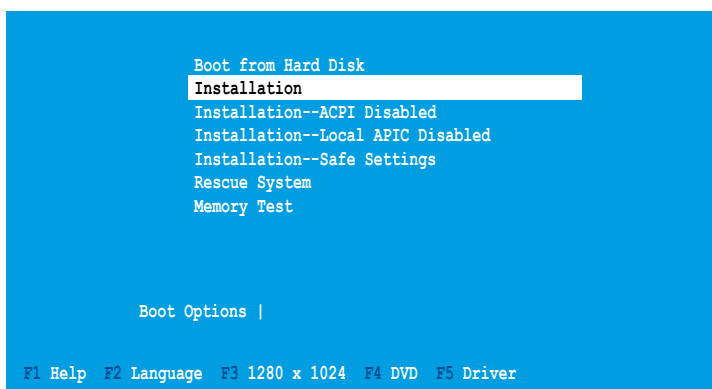 Boot from Hard Disk
Installation
Installation--ACPI Disabled
Installation--Local APIC Disabled
Installation--Safe Settings
Rescue System
Memory Test
Boot Options |
F1 Help F2 Language F3 1280 x 1024 F4 DVD F5 Driver